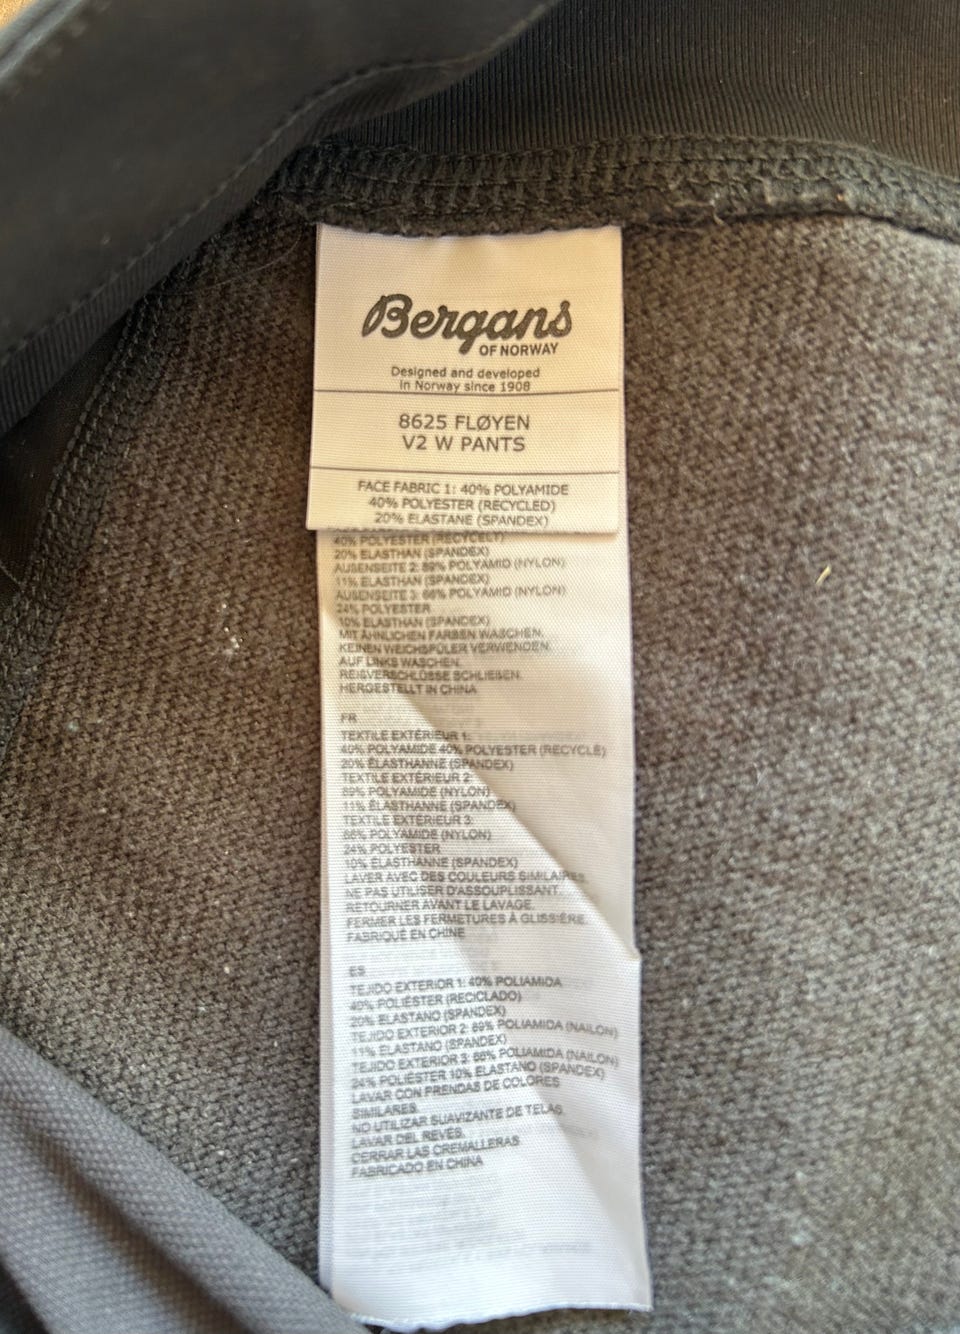 Bergans
OF NORWAY
Designed and developed
in Norway since 1908
8625 FLØYEN
V2 W PANTS
FACE FABRIC 1: 40% POLYAMIDE
40% POLYESTER (RECYCLED)
20% ELASTANE (SPANDEX)
40% POLYESTER (RECYCELT)
20% ELASTHAN (SPANDEX)
AUßENSEITE 2: 89% POLYAMID (NYLON)
11% ELASTHAN (SPANDEX)
AUßENSEITE 3: 66% POLYAMID (NYLON)
24% POLYESTER
10% ELASTHAN (SPANDEX)
MIT ÄHNLICHEN FARBEN WASCHEN.
KEINEN WEICHSPÜLER VERWENDEN.
AUF LINKS WASCHEN.
REIßVERSCHLÜSSE SCHLIEßEN.
HERGESTELLT IN CHINA
FR
TEXTILE EXTÉRIEUR 1:
40% POLYAMIDE 40% POLYESTER (RECYCLÉ)
20% ÉLASTHANNE (SPANDEX)
TEXTILE EXTÉRIEUR 2:
89% POLYAMIDE (NYLON)
11% ÉLASTHANNE (SPANDEX)
TEXTILE EXTÉRIEUR 3:
66% POLYAMIDE (NYLON)
24% POLYESTER
10% ÉLASTHANNE (SPANDEX)
LAVER AVEC DES COULEURS SIMILAIRES.
NE PAS UTILISER D'ASSOUPLISSANT.
RETOURNER AVANT LE LAVAGE.
FERMER LES FERMETURES À GLISSIÈRE.
FABRIQUÉ EN CHINE
ES
TEJIDO EXTERIOR 1: 40% POLIAMIDA
40% POLIÉSTER (RECICLADO)
20% ELASTANO (SPANDEX)
TEJIDO EXTERIOR 2: 89% POLIAMIDA (NAILON)
11% ELASTANO (SPANDEX)
TEJIDO EXTERIOR 3: 66% POLIAMIDA (NAILON)
24% POLIÉSTER 10% ELASTANO (SPANDEX)
LAVAR CON PRENDAS DE COLORES
SIMILARES.
NO UTILIZAR SUAVIZANTE DE TELAS.
LAVAR DEL REVÉS.
CERRAR LAS CREMALLERAS
FABRICADO EN CHINA